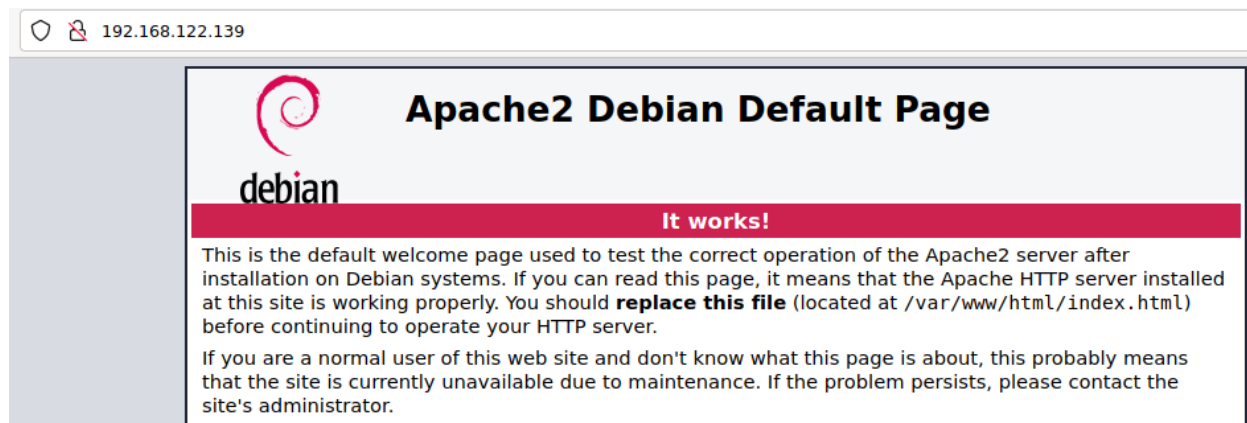 192.168.122.139
Apache2 Debian Default Page
debian
It works!
This is the default welcome page used to test the correct operation of the Apache2 server after
installation on Debian systems. If you can read this page, it means that the Apache HTTP server installed
at this site is working properly. You should replace this file (located at /var/www/html/index.html)
before continuing to operate your HTTP server.
If you are a normal user of this web site and don't know what this page is about, this probably means
that the site is currently unavailable due to maintenance. If the problem persists, please contact the
site's administrator.